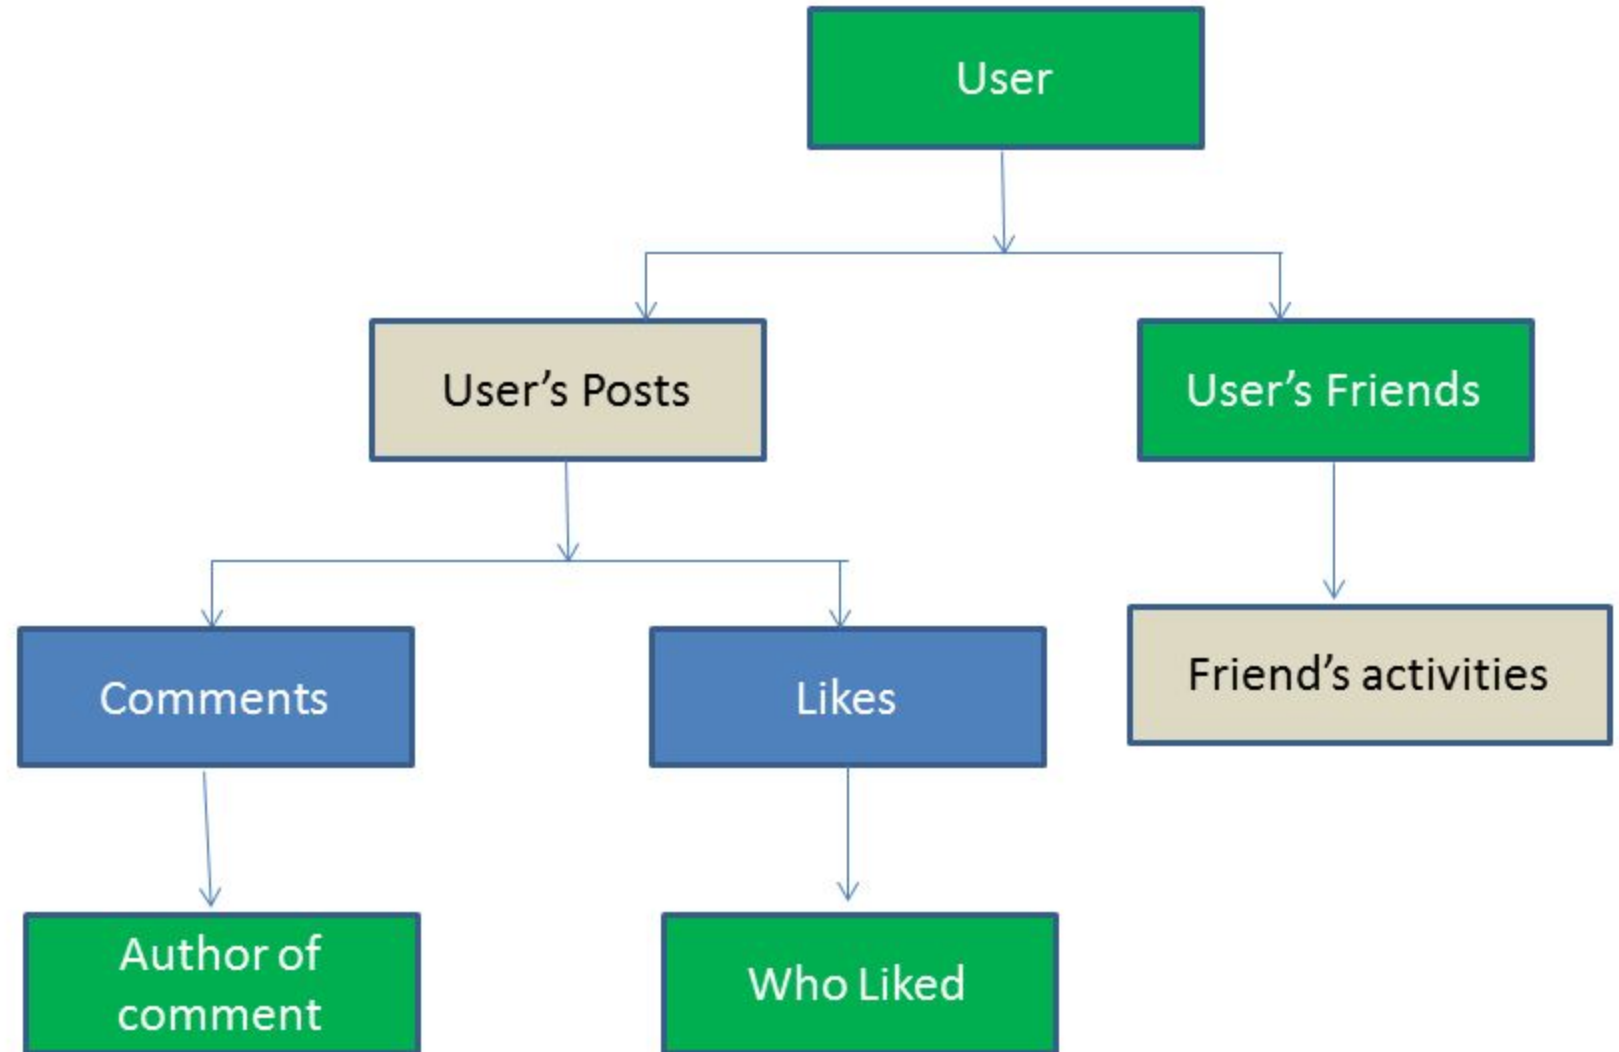 User
User’s Posts
User’s Friends
Comments
Likes
Friend’s activities
Author of
comment
Who Liked